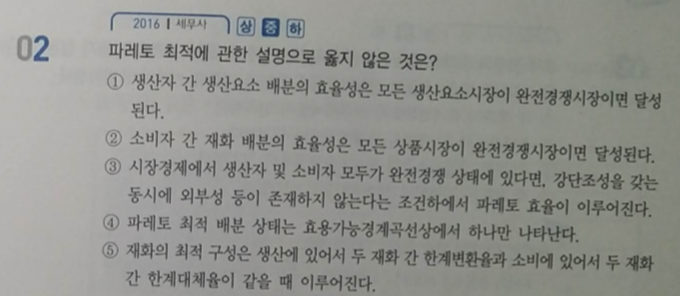 2016 | 세무사 상 중 하
02 파레토 최적에 관한 설명으로 옳지 않은 것은?
① 생산자 간 생산요소 배분의 효율성은 모든 생산요소시장이 완전경쟁시장이면 달성
된다.
② 소비자 간 재화 배분의 효율성은 모든 상품시장이 완전경쟁시장이면 달성된다.
③ 시장경제에서 생산자 및 소비자 모두가 완전경쟁 상태에 있다면, 강단조성을 갖는
동시에 외부성 등이 존재하지 않는다는 조건하에서 파레토 효율이 이루어진다.
④ 파레토 최적 배분 상태는 효용가능경계곡선상에서 하나만 나타난다.
⑤ 재화의 최적 구성은 생산에 있어서 두 재화 간 한계변환율과 소비에 있어서 두 재화
간 한계대체율이 같을 때 이루어진다.